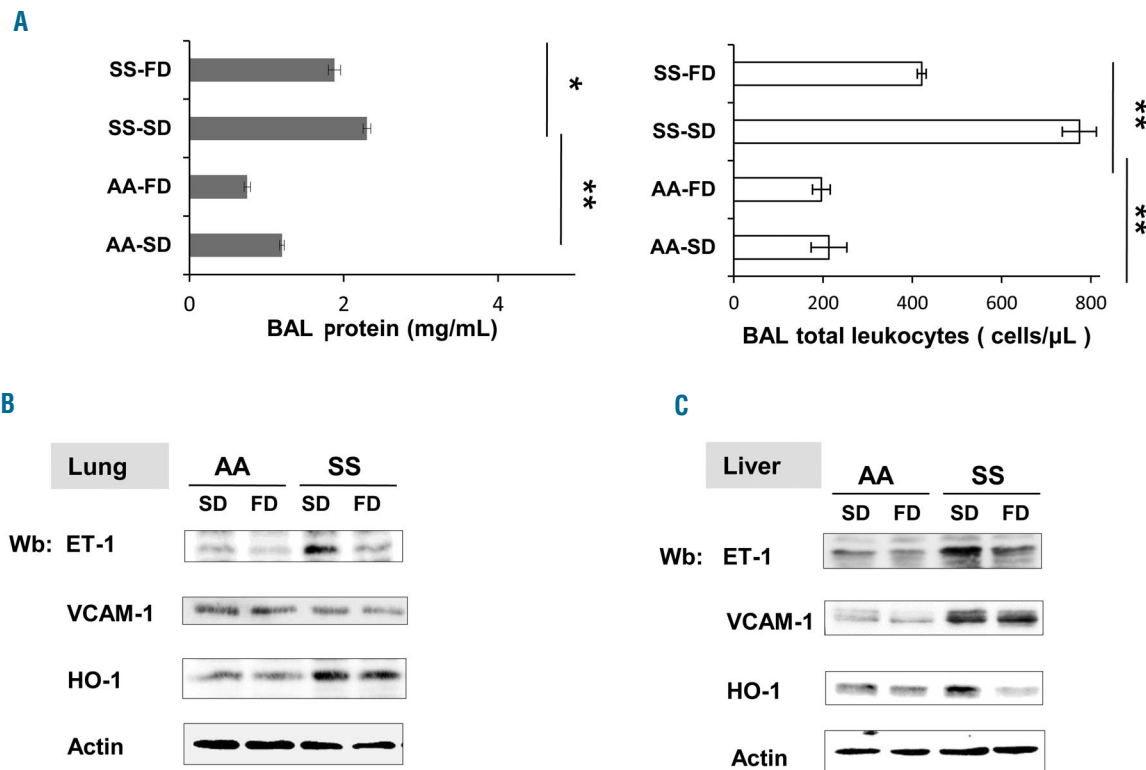 A
SS-FD
SS-SD
AA-FD
AA-SD
*
**
0 2 4
BAL protein (mg/mL)
SS-FD
SS-SD
AA-FD
AA-SD
**
**
0 200 400 600 800
BAL total leukocytes ( cells/µL )
B
Lung
AA SS
SD FD SD FD
Wb: ET-1
VCAM-1
HO-1
Actin
C
Liver
AA SS
SD FD SD FD
Wb: ET-1
VCAM-1
HO-1
Actin